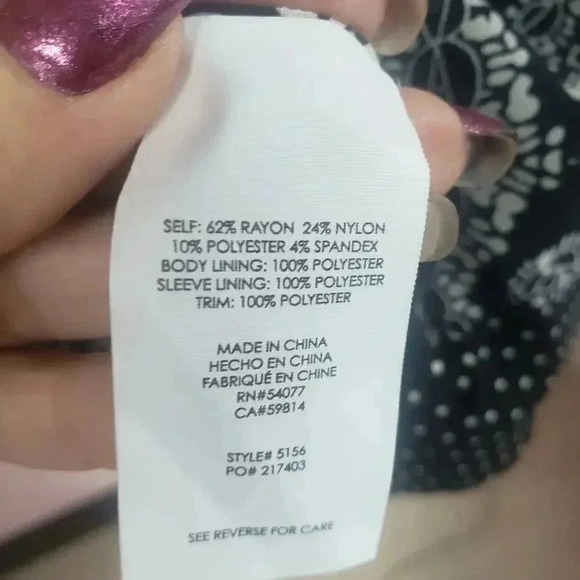 SELF: 62% RAYON 24% NYLON
10% POLYESTER 4% SPANDEX
BODY LINING: 100% POLYESTER
SLEEVE LINING: 100% POLYESTER
TRIM: 100% POLYESTER
MADE IN CHINA
HECHO EN CHINA
FABRIQUÉ EN CHINE
RN#54077
CA#59814
STYLE# 5156
PO# 217403
SEE REVERSE FOR CARE